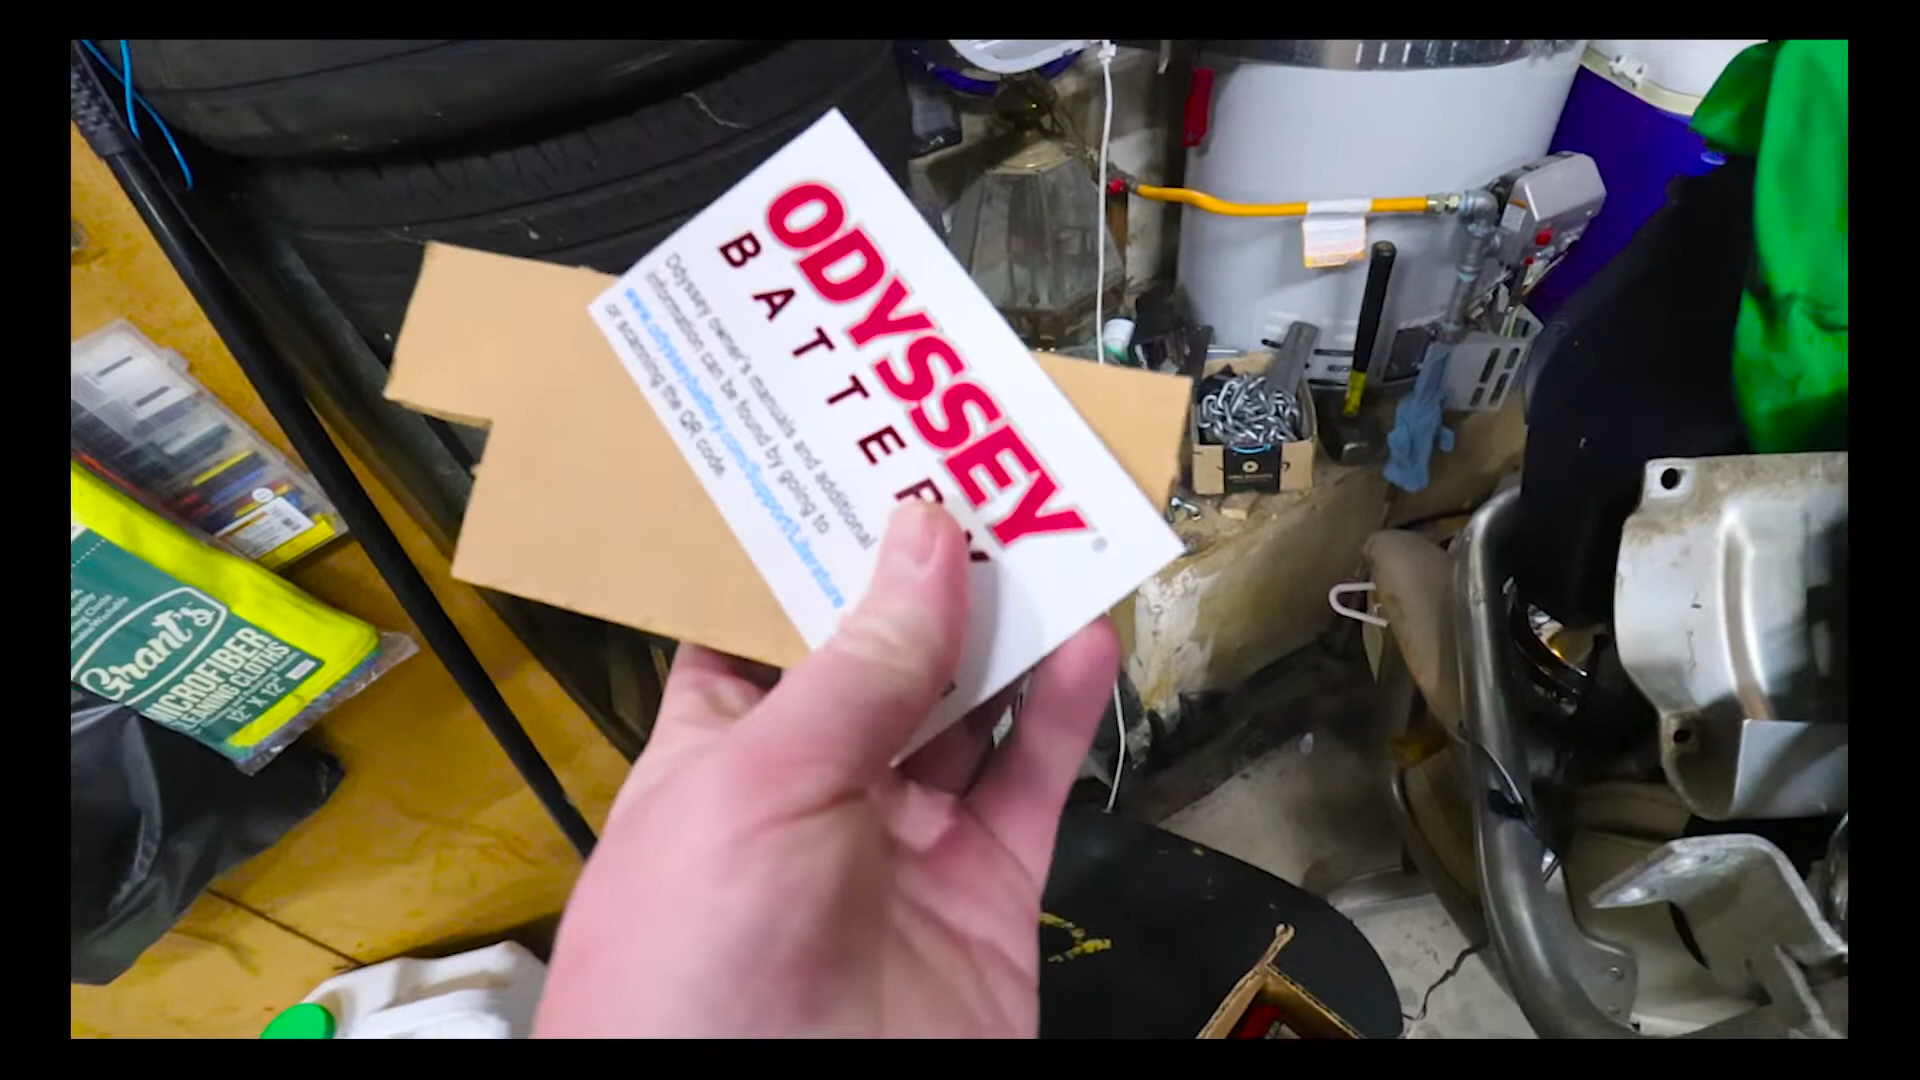 ODYSSEY®
BATTERY
Odyssey owner's manuals and additional
information can be found by going to
www.odysseybattery.com/Support/Literature
or scanning the QR code.
Grant's
MICROFIBER
CLEANING CLOTHS
12" X 12"